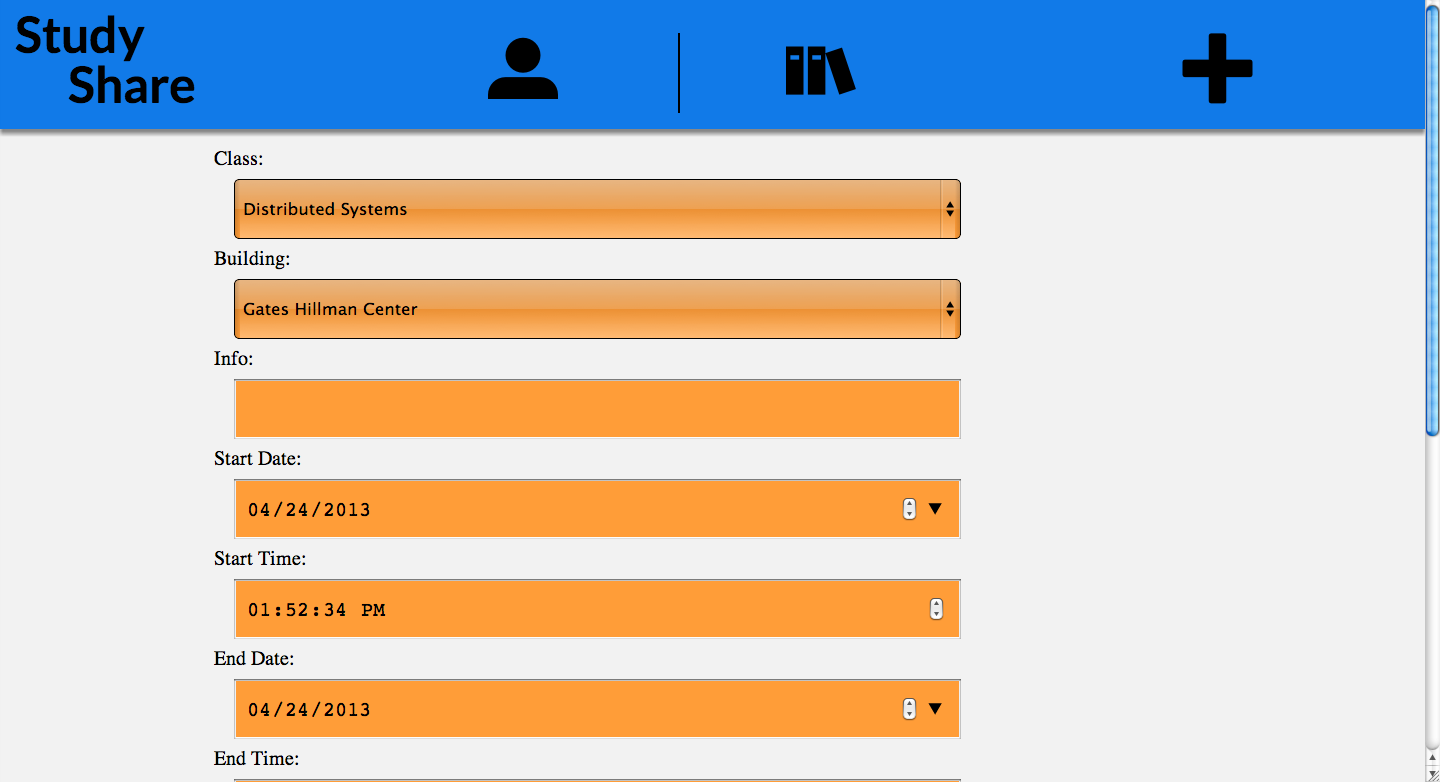 Study
Share
Class:
Distributed Systems
Building:
Gates Hillman Center
Info:
Start Date:
04/24/2013
Start Time:
01:52:34 PM
End Date:
04/24/2013
End Time: